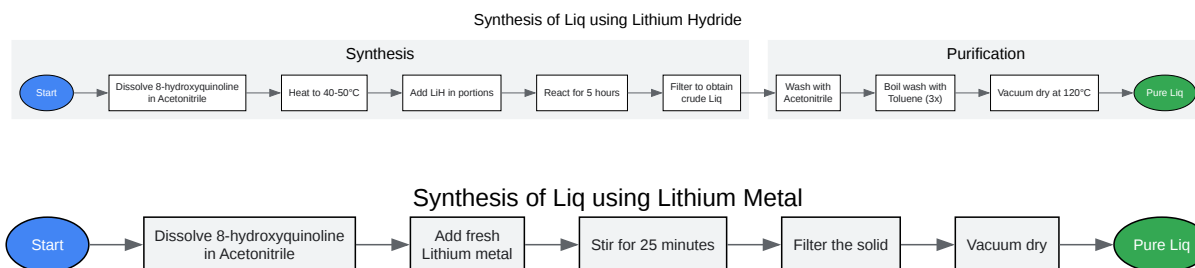 Synthesis of Liq using Lithium Hydride
Synthesis
Purification
Start
Dissolve 8-hydroxyquinoline
in Acetonitrile
Heat to 40-50°C
Add LiH in portions
React for 5 hours
Filter to obtain
crude Liq
Wash with
Acetonitrile
Boil wash with
Toluene (3x)
Vacuum dry at 120°C
Pure Liq
Synthesis of Liq using Lithium Metal
Start
Dissolve 8-hydroxyquinoline
in Acetonitrile
Add fresh
Lithium metal
Stir for 25 minutes
Filter the solid
Vacuum dry
Pure Liq